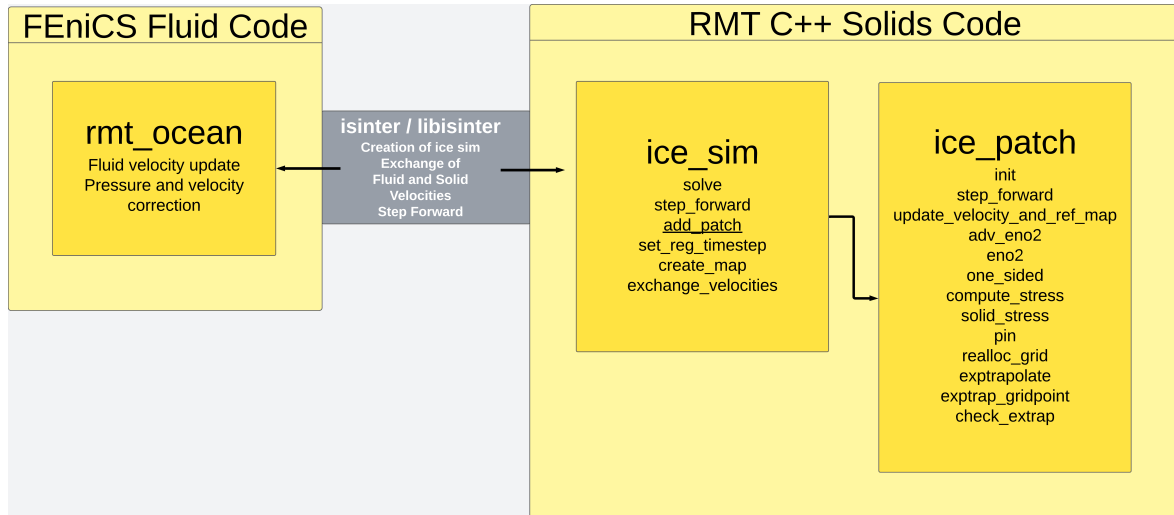 FEniCS Fluid Code
rmt_ocean
Fluid velocity update
Pressure and velocity
correction
isinter / libisinter
Creation of ice sim
Exchange of
Fluid and Solid
Velocities
Step Forward
RMT C++ Solids Code
ice_sim
solve
step_forward
add_patch
set_reg_timestep
create_map
exchange_velocities
ice_patch
init
step_forward
update_velocity_and_ref_map
adv_eno2
eno2
one_sided
compute_stress
solid_stress
pin
realloc_grid
exptrapolate
exptrap_gridpoint
check_extrap